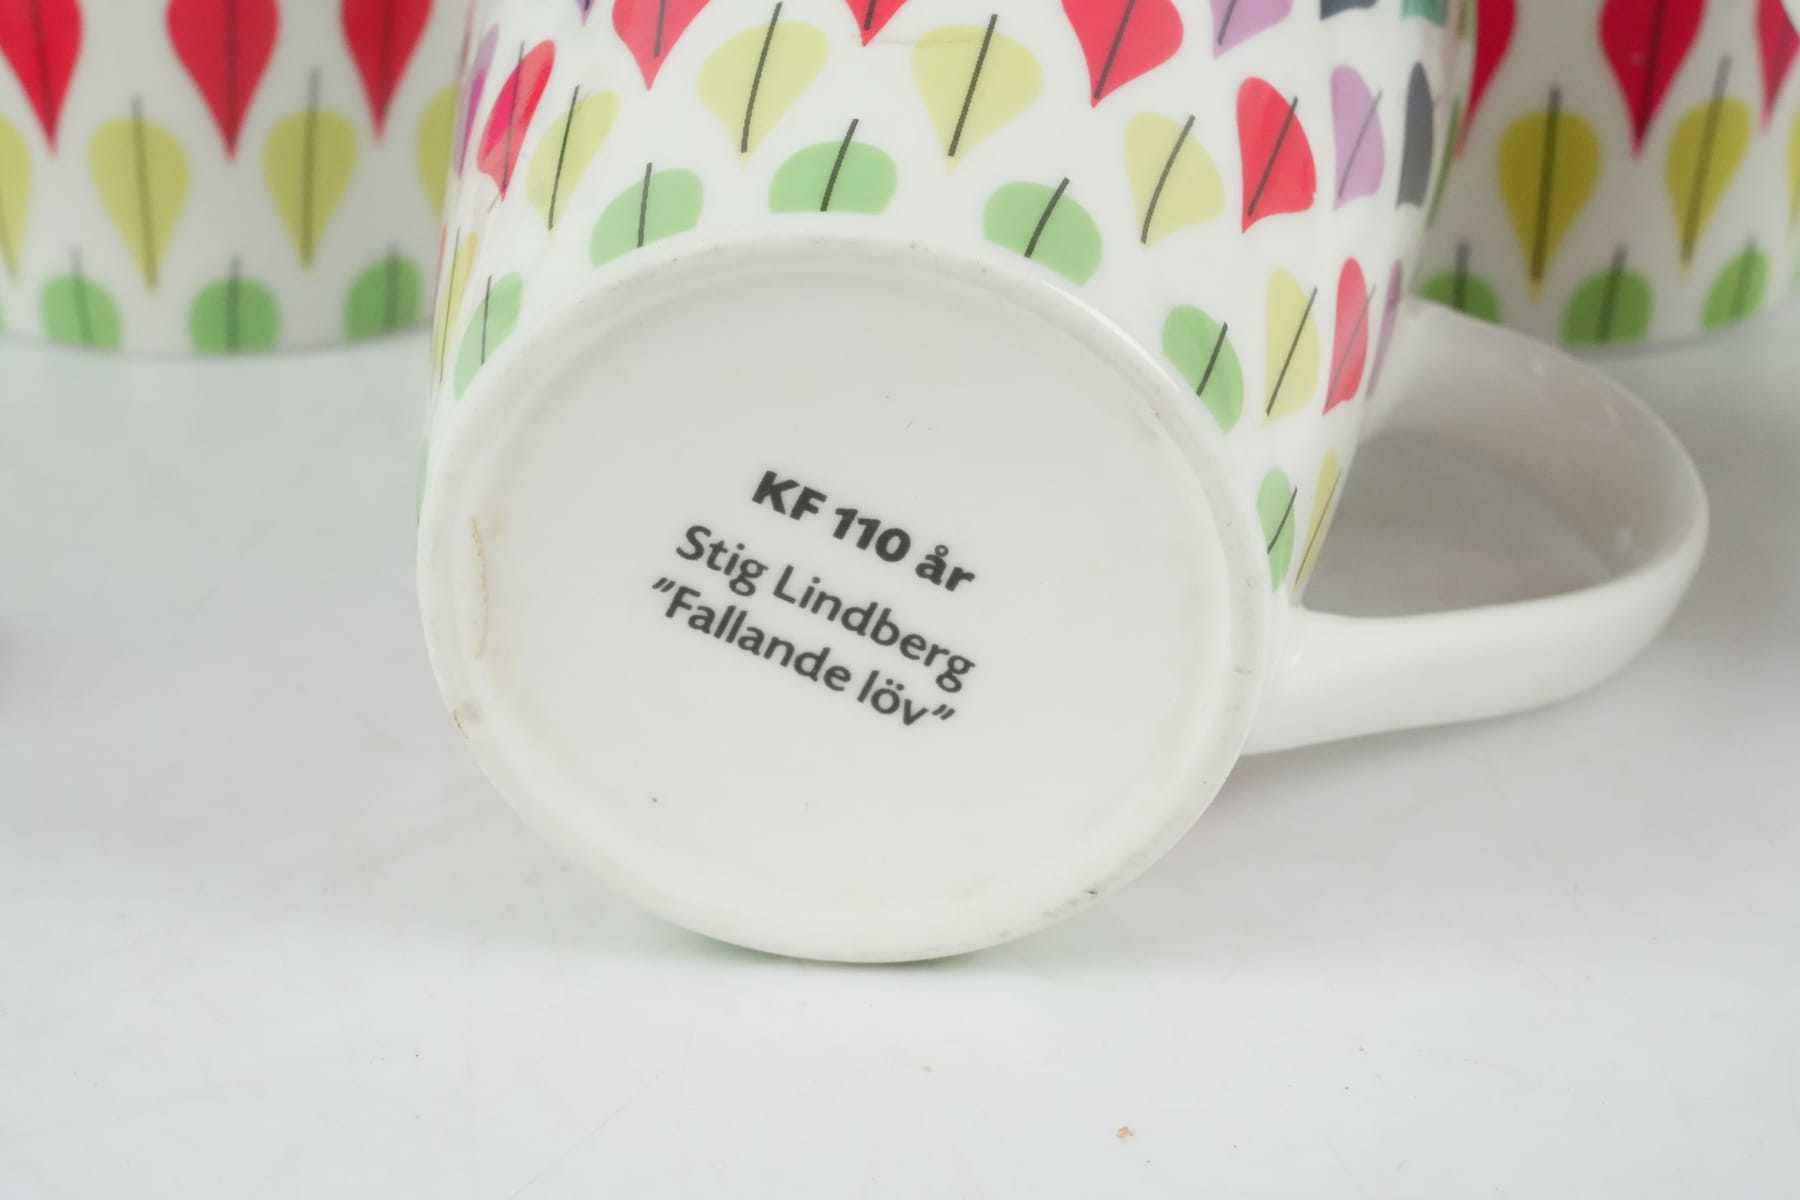 KF 110 år
Stig Lindberg
"Fallande löv"